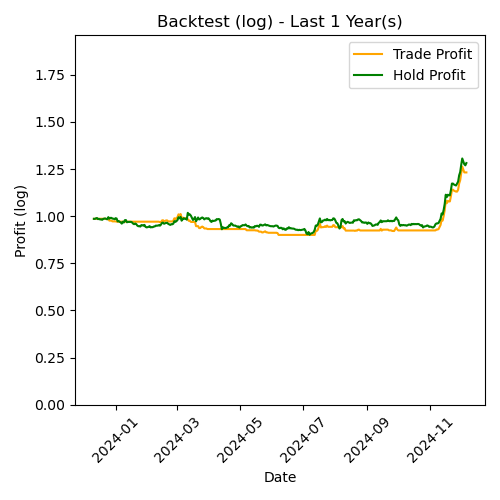 Backtest (log) - Last 1 Year(s)
Trade Profit
Hold Profit
Profit (log)
1.75
1.50
1.25
1.00
0.75
0.50
0.25
0.00
2024-01
2024-03
2024-05
2024-07
2024-09
2024-11
Date